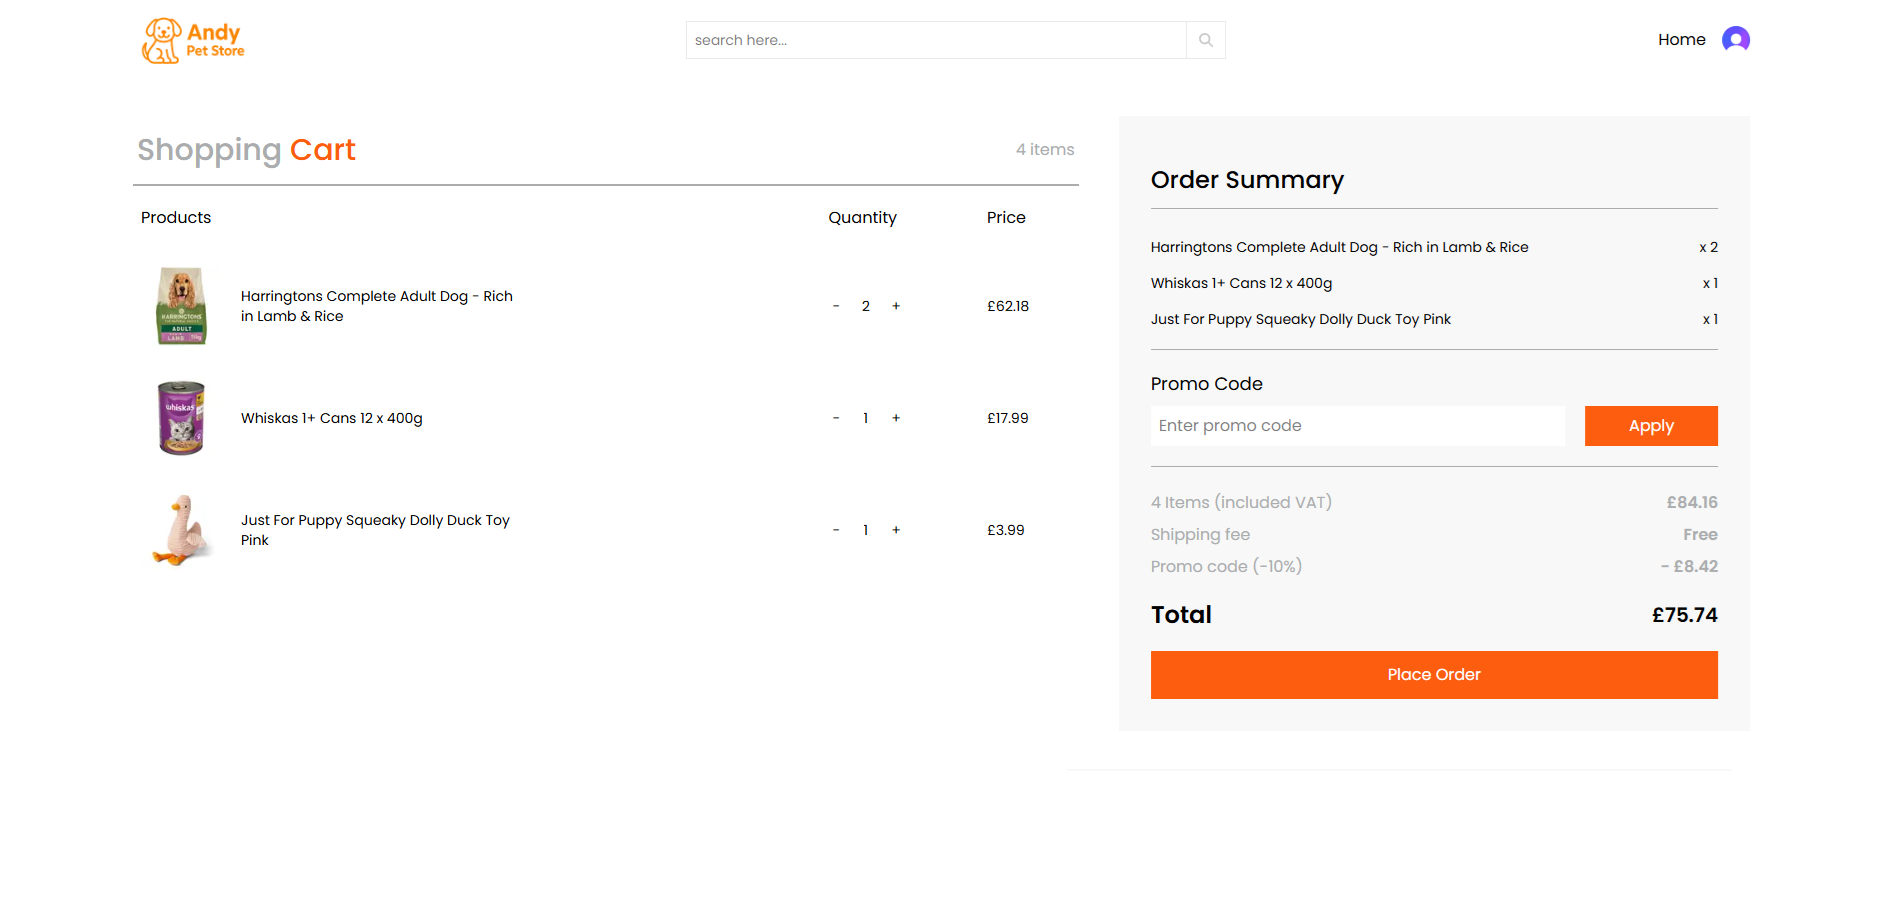 Andy
Pet Store
search here...
Home
Shopping Cart
4 items
Products Quantity Price
HARRINGTONS
ADULT
LAMB
Harringtons Complete Adult Dog - Rich
in Lamb & Rice
- 2 + £62.18
whiskas
Whiskas 1+ Cans 12 x 400g
- 1 + £17.99
Just For Puppy Squeaky Dolly Duck Toy
Pink
- 1 + £3.99
Order Summary
Harringtons Complete Adult Dog - Rich in Lamb & Rice x 2
Whiskas 1+ Cans 12 x 400g x 1
Just For Puppy Squeaky Dolly Duck Toy Pink x 1
Promo Code
Enter promo code Apply
4 Items (included VAT) £84.16
Shipping fee Free
Promo code (-10%) - £8.42
Total £75.74
Place Order